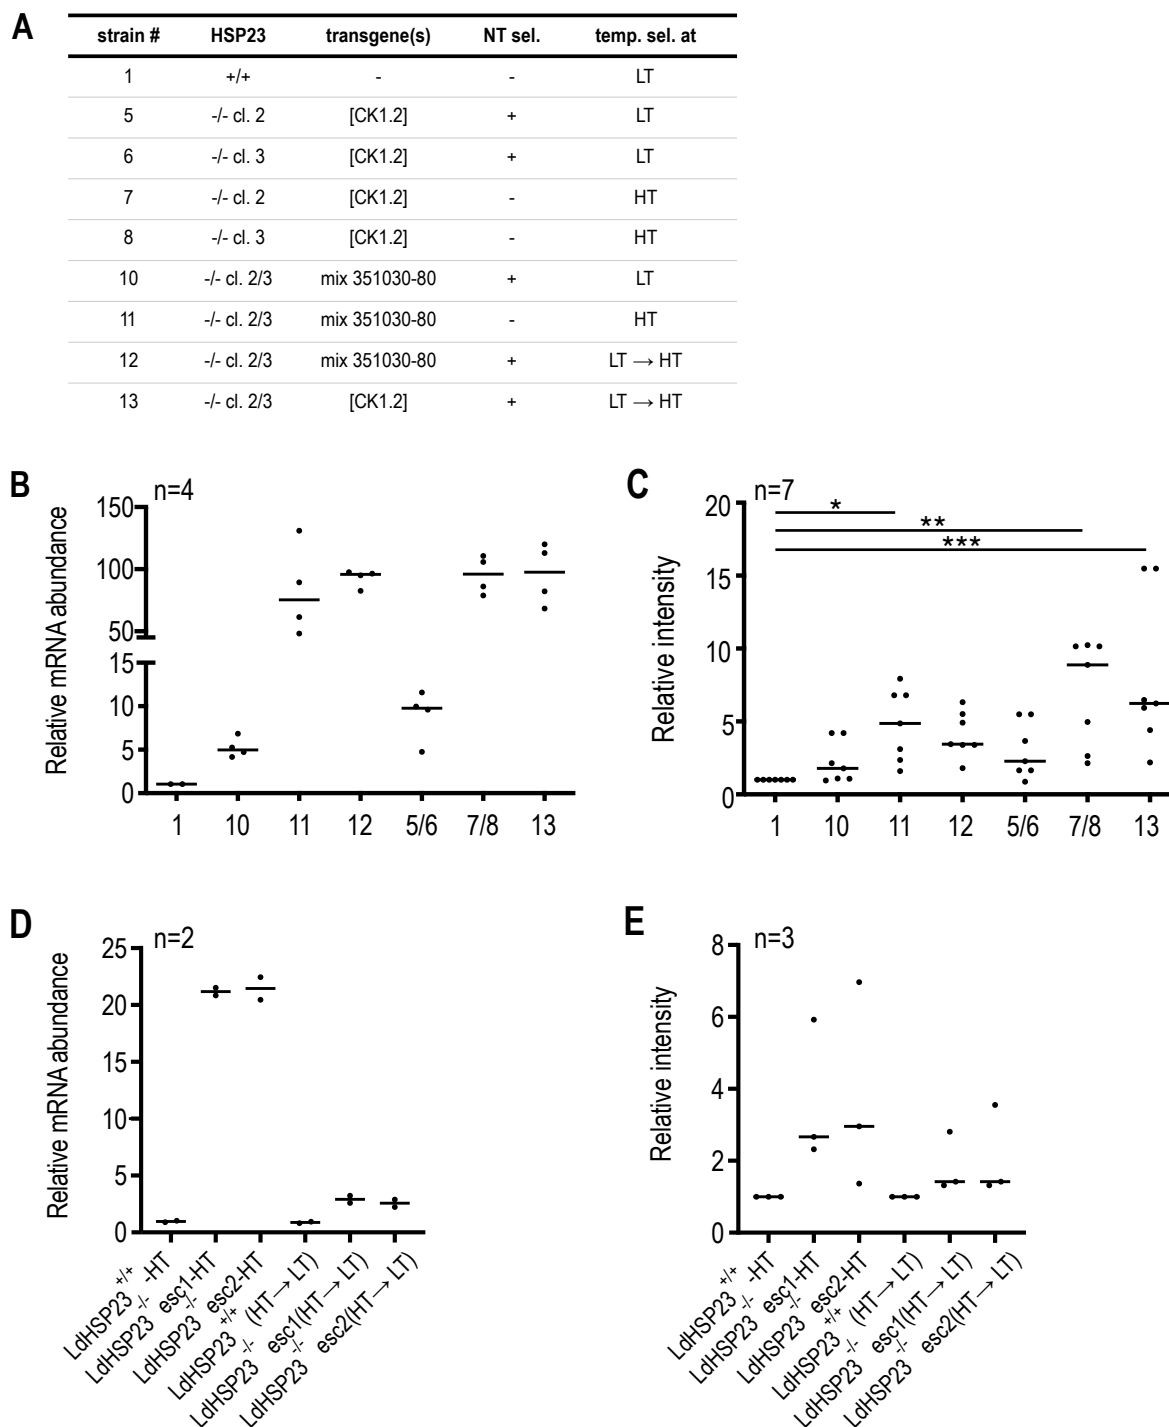 A
strain # HSP23 transgene(s) NT sel. temp. sel. at
1 +/+ - - LT
5 -/- cl. 2 [CK1.2] + LT
6 -/- cl. 3 [CK1.2] + LT
7 -/- cl. 2 [CK1.2] - HT
8 -/- cl. 3 [CK1.2] - HT
10 -/- cl. 2/3 mix 351030-80 + LT
11 -/- cl. 2/3 mix 351030-80 - HT
12 -/- cl. 2/3 mix 351030-80 + LT → HT
13 -/- cl. 2/3 [CK1.2] + LT → HT
B
n=4
Relative mRNA abundance
150
100
50
15
10
5
0
1 10 11 12 5/6 7/8 13
C
n=7
Relative intensity
20
15
10
5
0
*
**
***
1 10 11 12 5/6 7/8 13
D
n=2
Relative mRNA abundance
25
20
15
10
5
0
LdHSP23 +/+ -HT
LdHSP23 -/- esc1-HT
LdHSP23 -/- esc2-HT
LdHSP23 +/+ (HT→ LT)
LdHSP23 -/- esc1(HT→ LT)
LdHSP23 -/- esc2(HT→ LT)
E
n=3
Relative intensity
8
6
4
2
0
LdHSP23 +/+ -HT
LdHSP23 -/- esc1-HT
LdHSP23 -/- esc2-HT
LdHSP23 +/+ (HT→ LT)
LdHSP23 -/- esc1(HT→ LT)
LdHSP23 -/- esc2(HT→ LT)